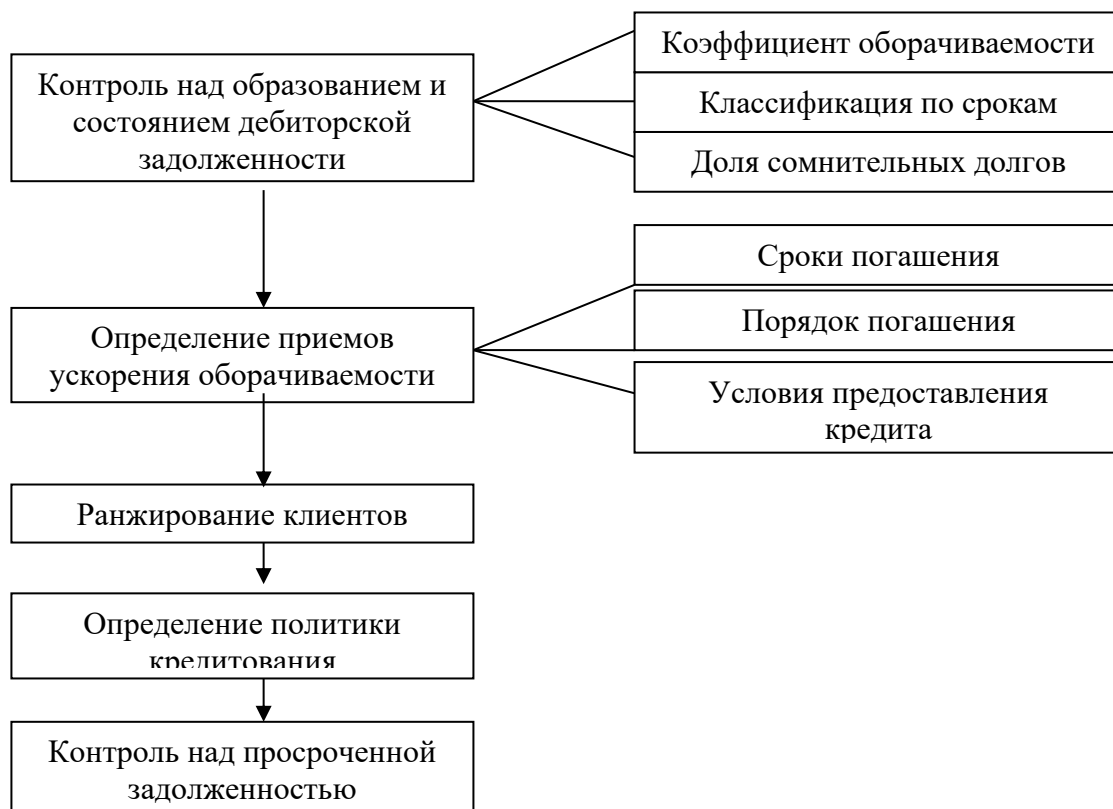 Контроль над образованием и
состоянием дебиторской
задолженности
Коэффициент оборачиваемости
Классификация по срокам
Доля сомнительных долгов
Определение приемов
ускорения оборачиваемости
Сроки погашения
Порядок погашения
Условия предоставления
кредита
Ранжирование клиентов
Определение политики
кредитования
Контроль над просроченной
задолженностью